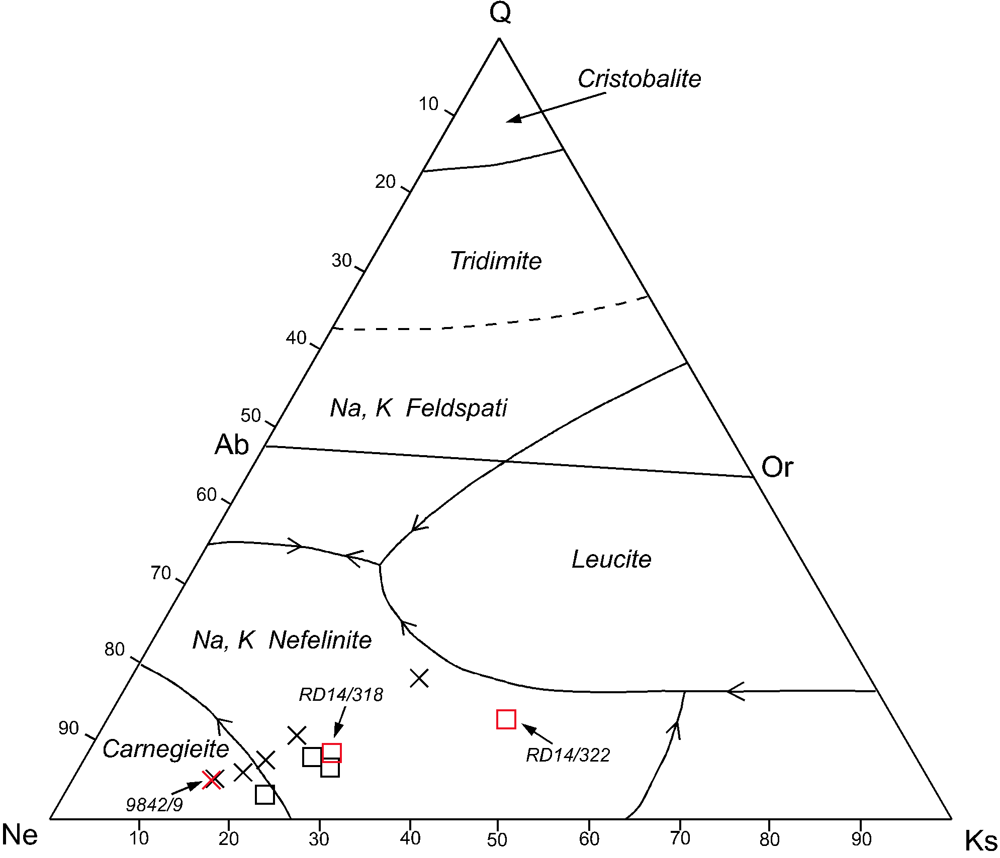 Q
Cristobalite
10
20
Tridimite
30
40
Na, K Feldspati
50
Ab
Or
60
Leucite
70
Na, K Nefelinite
80
RD14/318
90
Carnegieite
RD14/322
9842/9
Ne
10
20
30
40
50
60
70
80
90
Ks